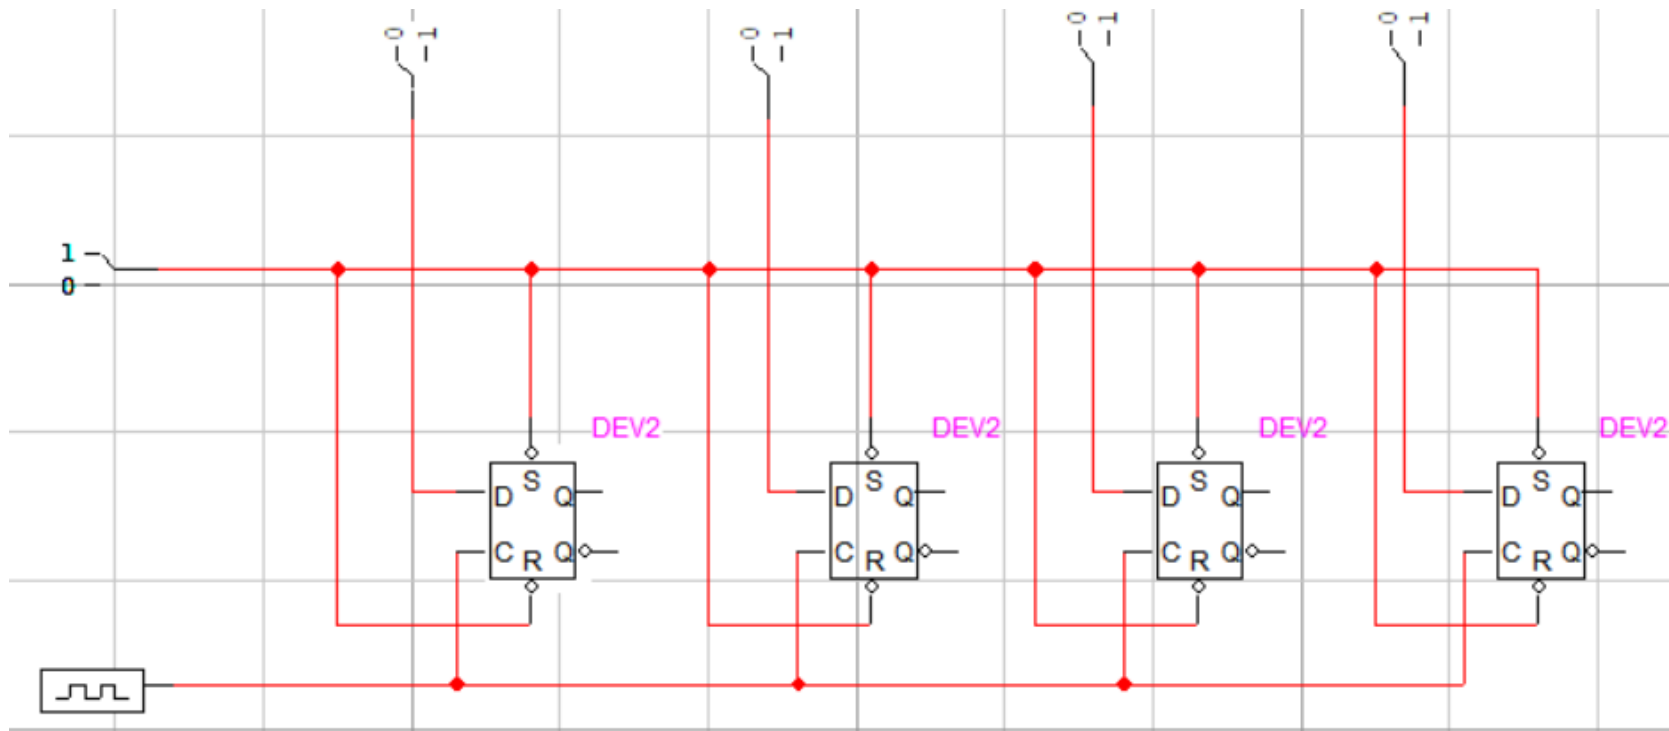 0 1 0 1 0 1 0 1
1
0
DEV2 DEV2 DEV2 DEV2
S S S S
D Q D Q D Q D Q
C Q C Q C Q C Q
R R R R